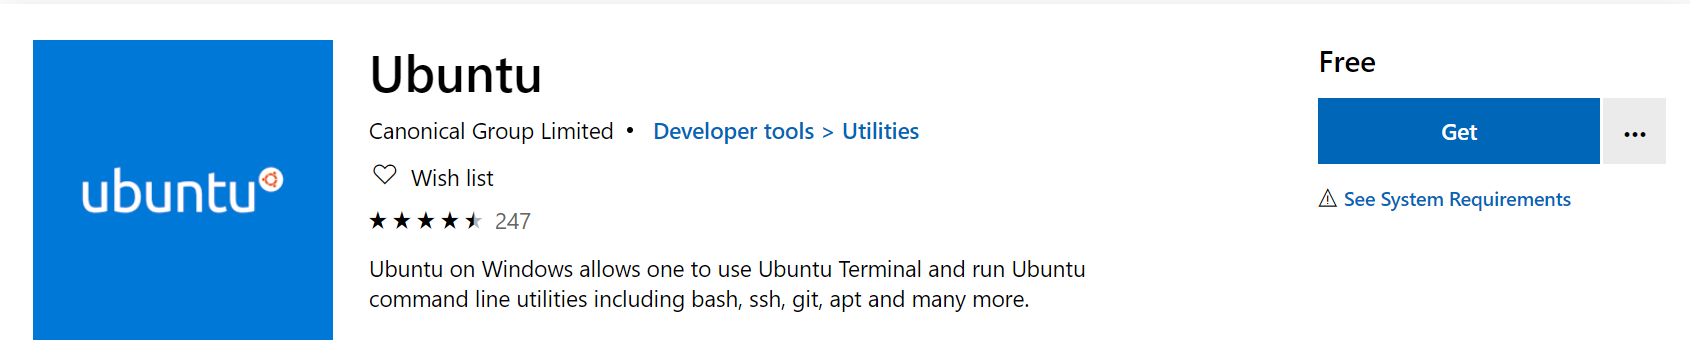 ubuntu
Ubuntu
Canonical Group Limited • Developer tools > Utilities
Wish list
247
Ubuntu on Windows allows one to use Ubuntu Terminal and run Ubuntu
command line utilities including bash, ssh, git, apt and many more.
Free
Get
...
See System Requirements